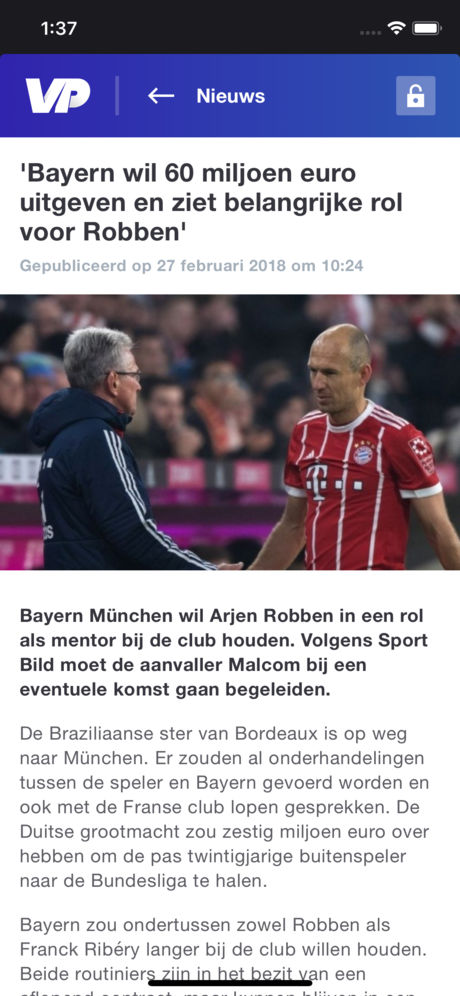 1:37
VP
← Nieuws
'Bayern wil 60 miljoen euro
uitgeven en ziet belangrijke rol
voor Robben'
Gepubliceerd op 27 februari 2018 om 10:24
Bayern München wil Arjen Robben in een rol
als mentor bij de club houden. Volgens Sport
Bild moet de aanvaller Malcom bij een
eventuele komst gaan begeleiden.
De Braziliaanse ster van Bordeaux is op weg
naar München. Er zouden al onderhandelingen
tussen de speler en Bayern gevoerd worden en
ook met de Franse club lopen gesprekken. De
Duitse grootmacht zou zestig miljoen euro over
hebben om de pas twintigjarige buitenspeler
naar de Bundesliga te halen.
Bayern zou ondertussen zowel Robben als
Franck Ribéry langer bij de club willen houden.
Beide routiniers zijn in het bezit van een